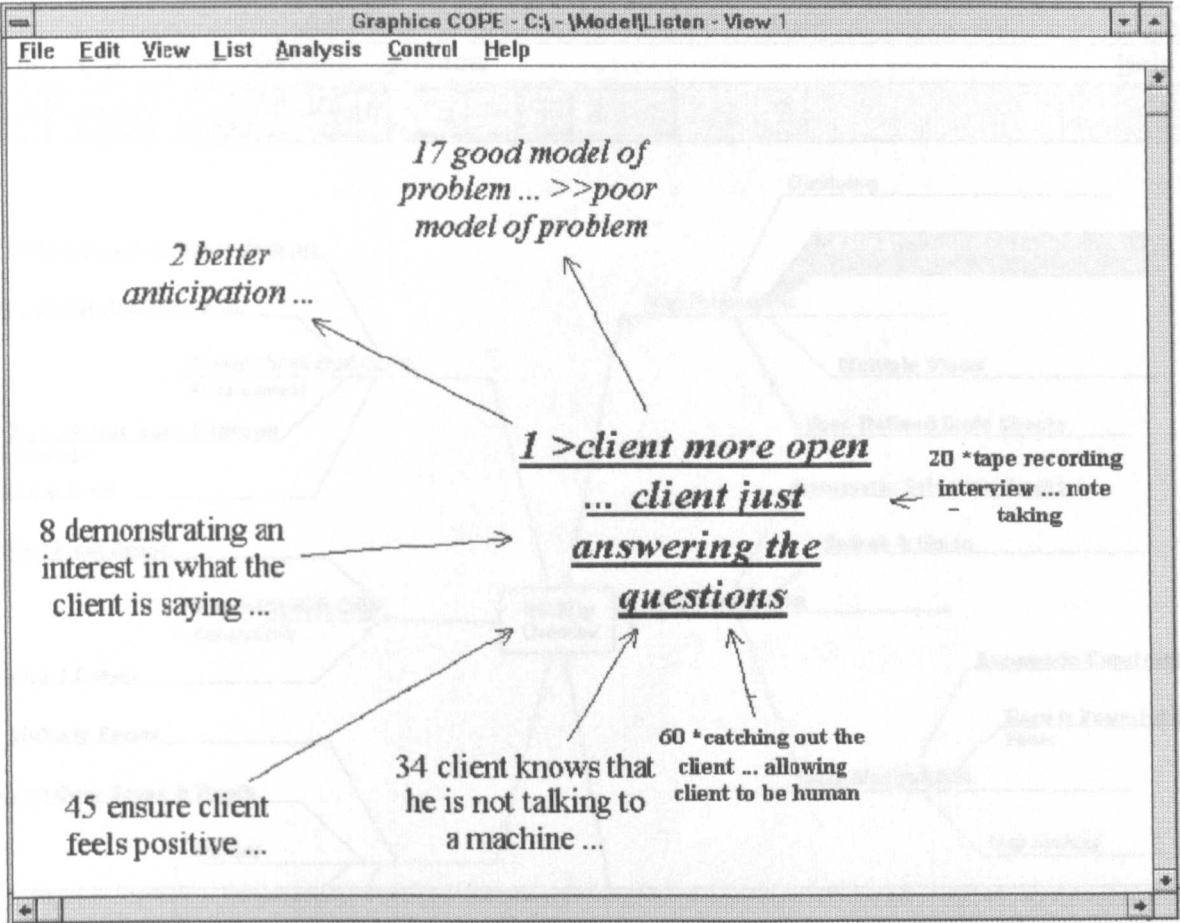 Graphics COPE - C:\ - \Model\Listen - View 1
File Edit View List Analysis Control Help
17 good model of
problem ... >>poor
model of problem
2 better
anticipation ...
1 >client more open
... client just
answering the
questions
20 *tape recording
interview ... note
taking
8 demonstrating an
interest in what the
client is saying ...
45 ensure client
feels positive ...
34 client knows that
he is not talking to
a machine ...
60 *catching out the
client ... allowing
client to be human
Multiple Views